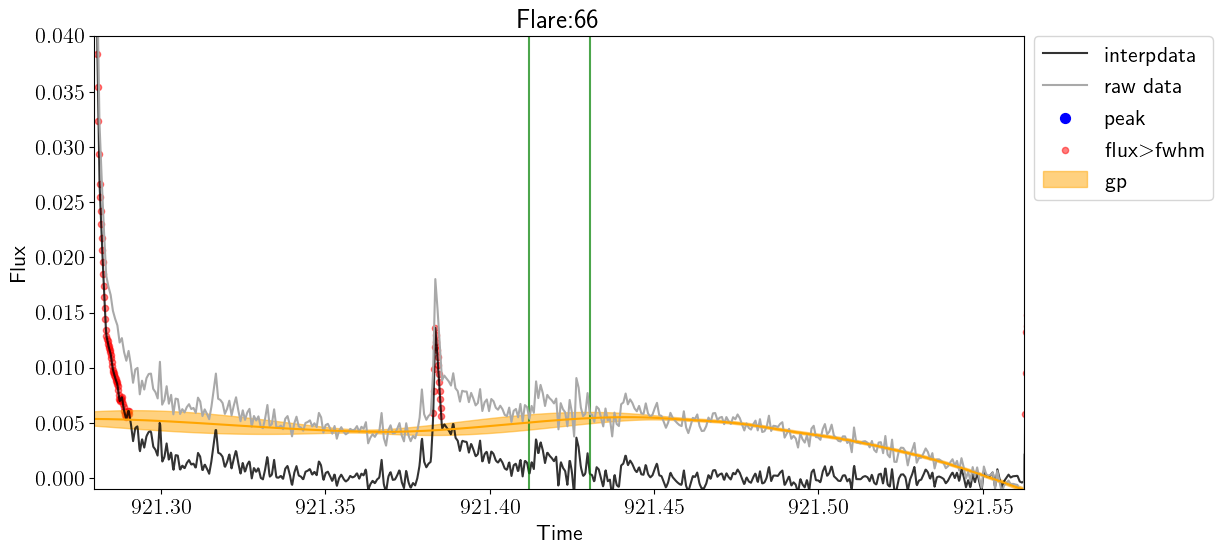 Flare:66
0.040
0.035
0.030
0.025
0.020
0.015
0.010
0.005
0.000
Flux
921.30 921.35 921.40 921.45 921.50 921.55
Time
interpdata
raw data
peak
flux>fwhm
gp